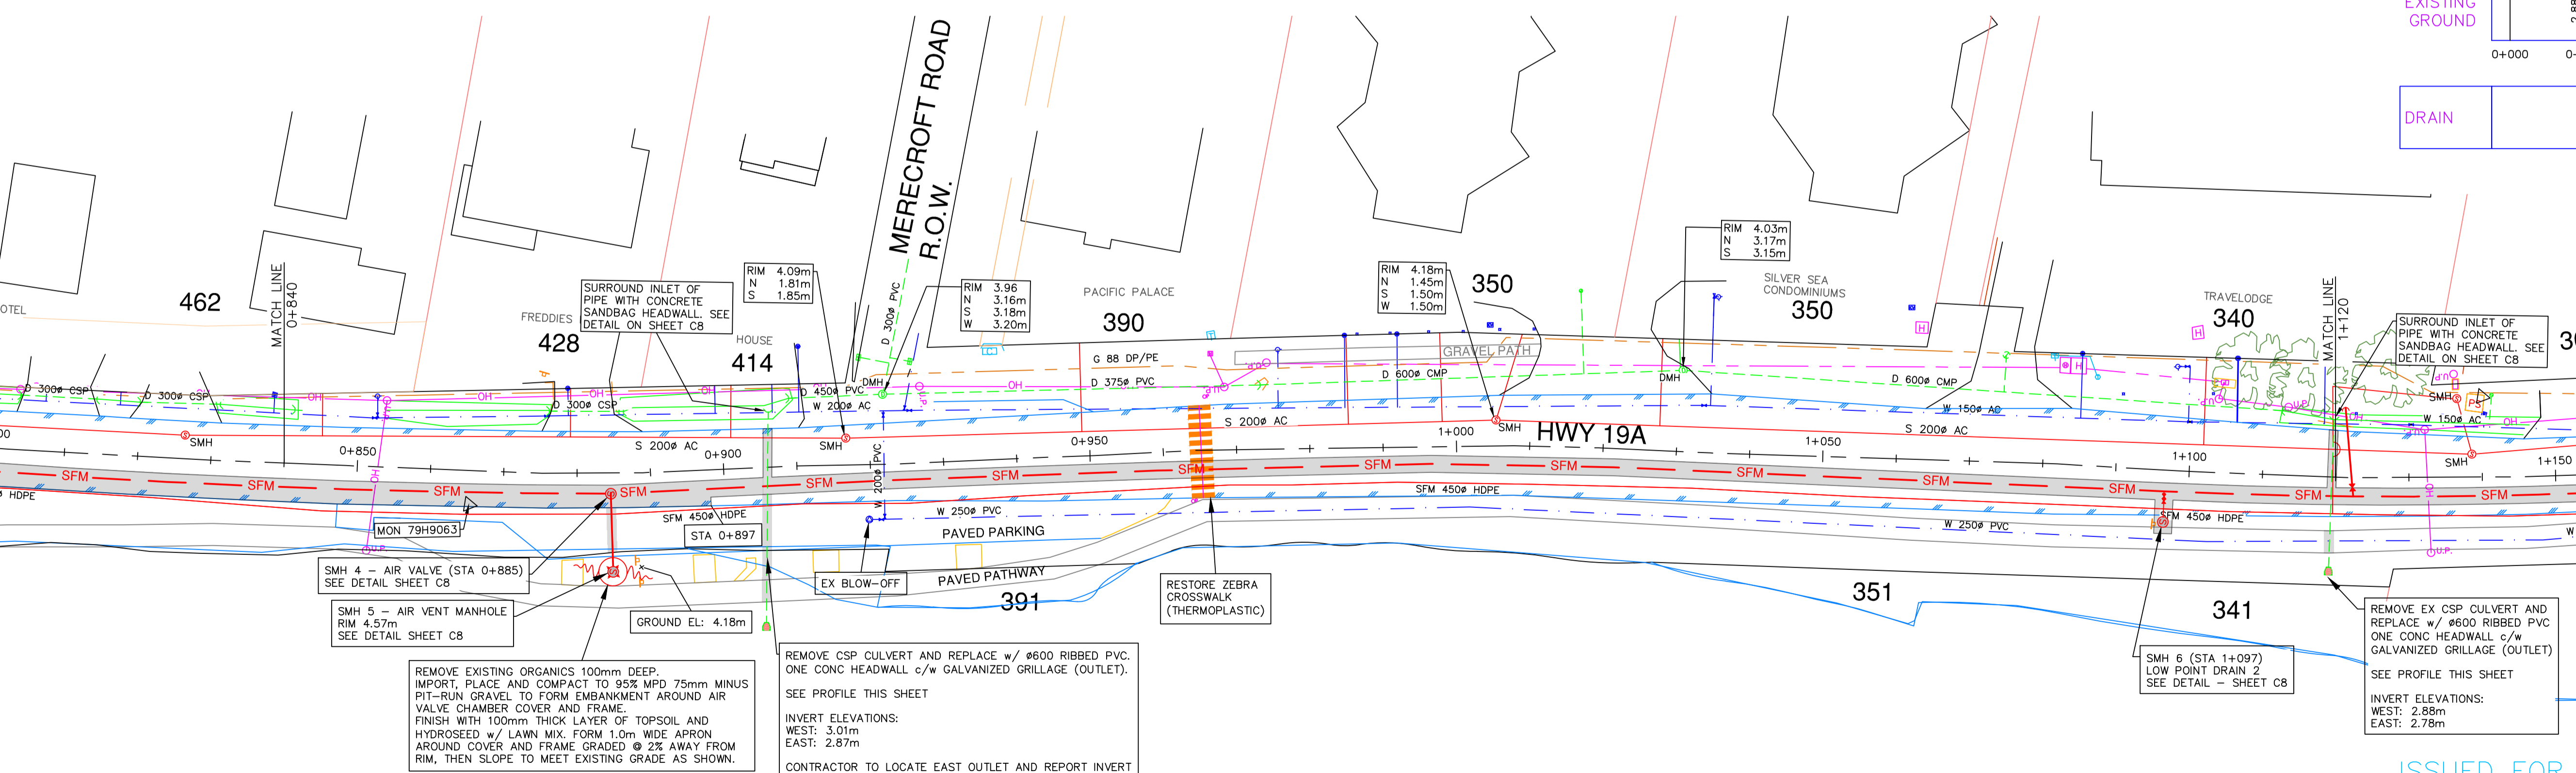 EXISTING
GROUND
0+000
DRAIN
MERECROFT ROAD
R.O.W.
462
MATCH LINE
0+840
FREDDIES
428
SURROUND INLET OF
PIPE WITH CONCRETE
SANDBAG HEADWALL. SEE
DETAIL ON SHEET C8
HOUSE
414
RIM 4.09m
N 1.81m
S 1.85m
D 300ø PVC
RIM 3.96
N 3.16m
S 3.18m
W 3.20m
PACIFIC PALACE
390
RIM 4.18m
N 1.45m
S 1.50m
W 1.50m
350
RIM 4.03m
N 3.17m
S 3.15m
SILVER SEA
CONDOMINIUMS
350
TRAVELODGE
340
MATCH LINE
1+120
SURROUND INLET OF
PIPE WITH CONCRETE
SANDBAG HEADWALL. SEE
DETAIL ON SHEET C8
G 88 DP/PE
GRAVEL PATH
D 300ø CSP
D 300ø CSP
OH
OH
OH
D 300ø CSP
D 450ø PVC
DMH
W 200ø AC
D 375ø PVC
OH
D 600ø CMP
DMH
D 600ø CMP
W 150ø AC
W 150ø AC
OH
U.P.
U.P.
U.P.
SMH
SMH
SMH
SMH
SMH
PS
S 200ø AC
S 200ø AC
S 200ø AC
HWY 19A
0+850
0+900
0+950
1+000
1+050
1+100
1+150
SFM
SFM
SFM
SFM
SFM
SFM
SFM
SFM
SFM
SFM
SFM
SFM
SFM
SFM
OH
OH
HDPE
SFM 450ø HDPE
SFM 450ø HDPE
SFM 450ø HDPE
W 200ø PVC
W 250ø PVC
W 250ø PVC
MON 79H9063
STA 0+897
PAVED PARKING
PAVED PATHWAY
391
351
341
U.P.
U.P.
EX BLOW-OFF
RESTORE ZEBRA
CROSSWALK
(THERMOPLASTIC)
SMH 4 – AIR VALVE (STA 0+885)
SEE DETAIL SHEET C8
SMH 5 – AIR VENT MANHOLE
RIM 4.57m
SEE DETAIL SHEET C8
GROUND EL: 4.18m
REMOVE EXISTING ORGANICS 100mm DEEP.
IMPORT, PLACE AND COMPACT TO 95% MPD 75mm MINUS
PIT-RUN GRAVEL TO FORM EMBANKMENT AROUND AIR
VALVE CHAMBER COVER AND FRAME.
FINISH WITH 100mm THICK LAYER OF TOPSOIL AND
HYDROSEED w/ LAWN MIX. FORM 1.0m WIDE APRON
AROUND COVER AND FRAME GRADED @ 2% AWAY FROM
RIM, THEN SLOPE TO MEET EXISTING GRADE AS SHOWN.
REMOVE CSP CULVERT AND REPLACE w/ ø600 RIBBED PVC.
ONE CONC HEADWALL c/w GALVANIZED GRILLAGE (OUTLET).
SEE PROFILE THIS SHEET
INVERT ELEVATIONS:
WEST: 3.01m
EAST: 2.87m
CONTRACTOR TO LOCATE EAST OUTLET AND REPORT INVERT
SMH 6 (STA 1+097)
LOW POINT DRAIN 2
SEE DETAIL – SHEET C8
REMOVE EX CSP CULVERT AND
REPLACE w/ ø600 RIBBED PVC
ONE CONC HEADWALL c/w
GALVANIZED GRILLAGE (OUTLET)
SEE PROFILE THIS SHEET
INVERT ELEVATIONS:
WEST: 2.88m
EAST: 2.78m
ISSUED FOR